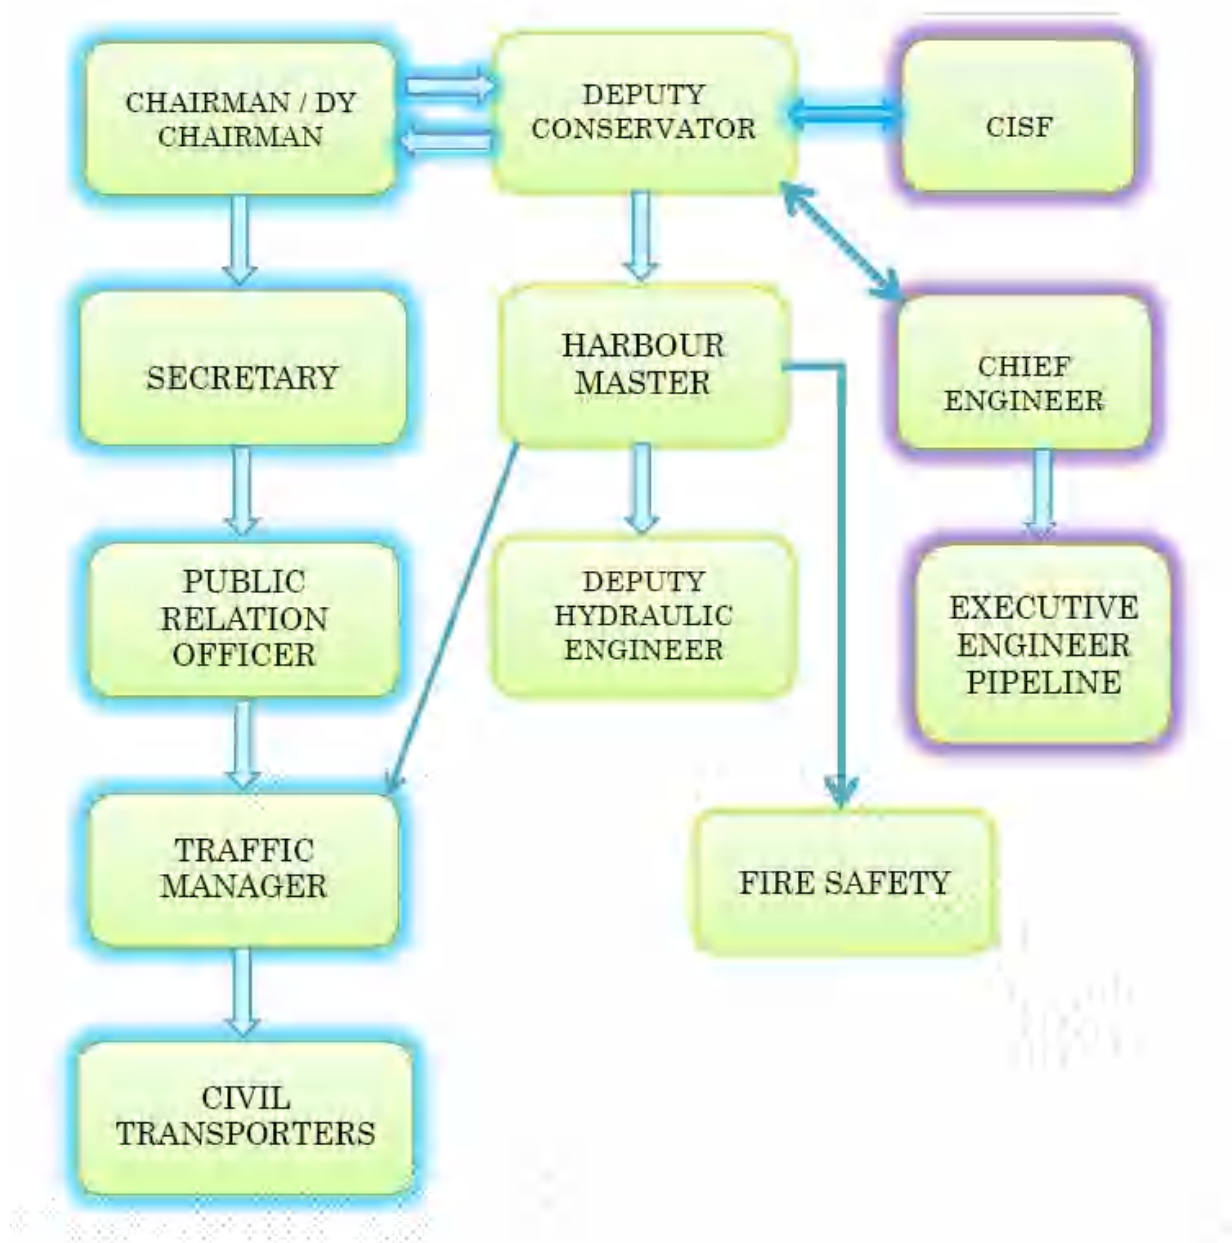 CHAIRMAN / DY
CHAIRMAN
DEPUTY
CONSERVATOR
CISF
SECRETARY
HARBOUR
MASTER
CHIEF
ENGINEER
PUBLIC
RELATION
OFFICER
DEPUTY
HYDRAULIC
ENGINEER
EXECUTIVE
ENGINEER
PIPELINE
TRAFFIC
MANAGER
FIRE SAFETY
CIVIL
TRANSPORTERS